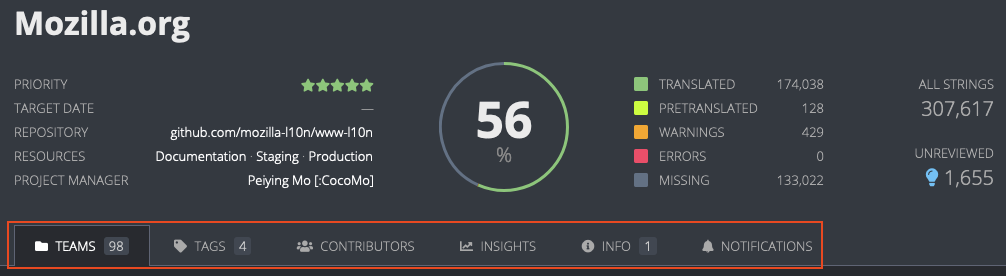 Mozilla.org
PRIORITY
TARGET DATE —
REPOSITORY github.com/mozilla-l10n/www-l10n
RESOURCES Documentation · Staging · Production
PROJECT MANAGER Peiying Mo [:CocoMo]
56
%
TRANSLATED 174,038
PRETRANSLATED 128
WARNINGS 429
ERRORS 0
MISSING 133,022
ALL STRINGS
307,617
UNREVIEWED
1,655
TEAMS 98 TAGS 4 CONTRIBUTORS INSIGHTS INFO 1 NOTIFICATIONS